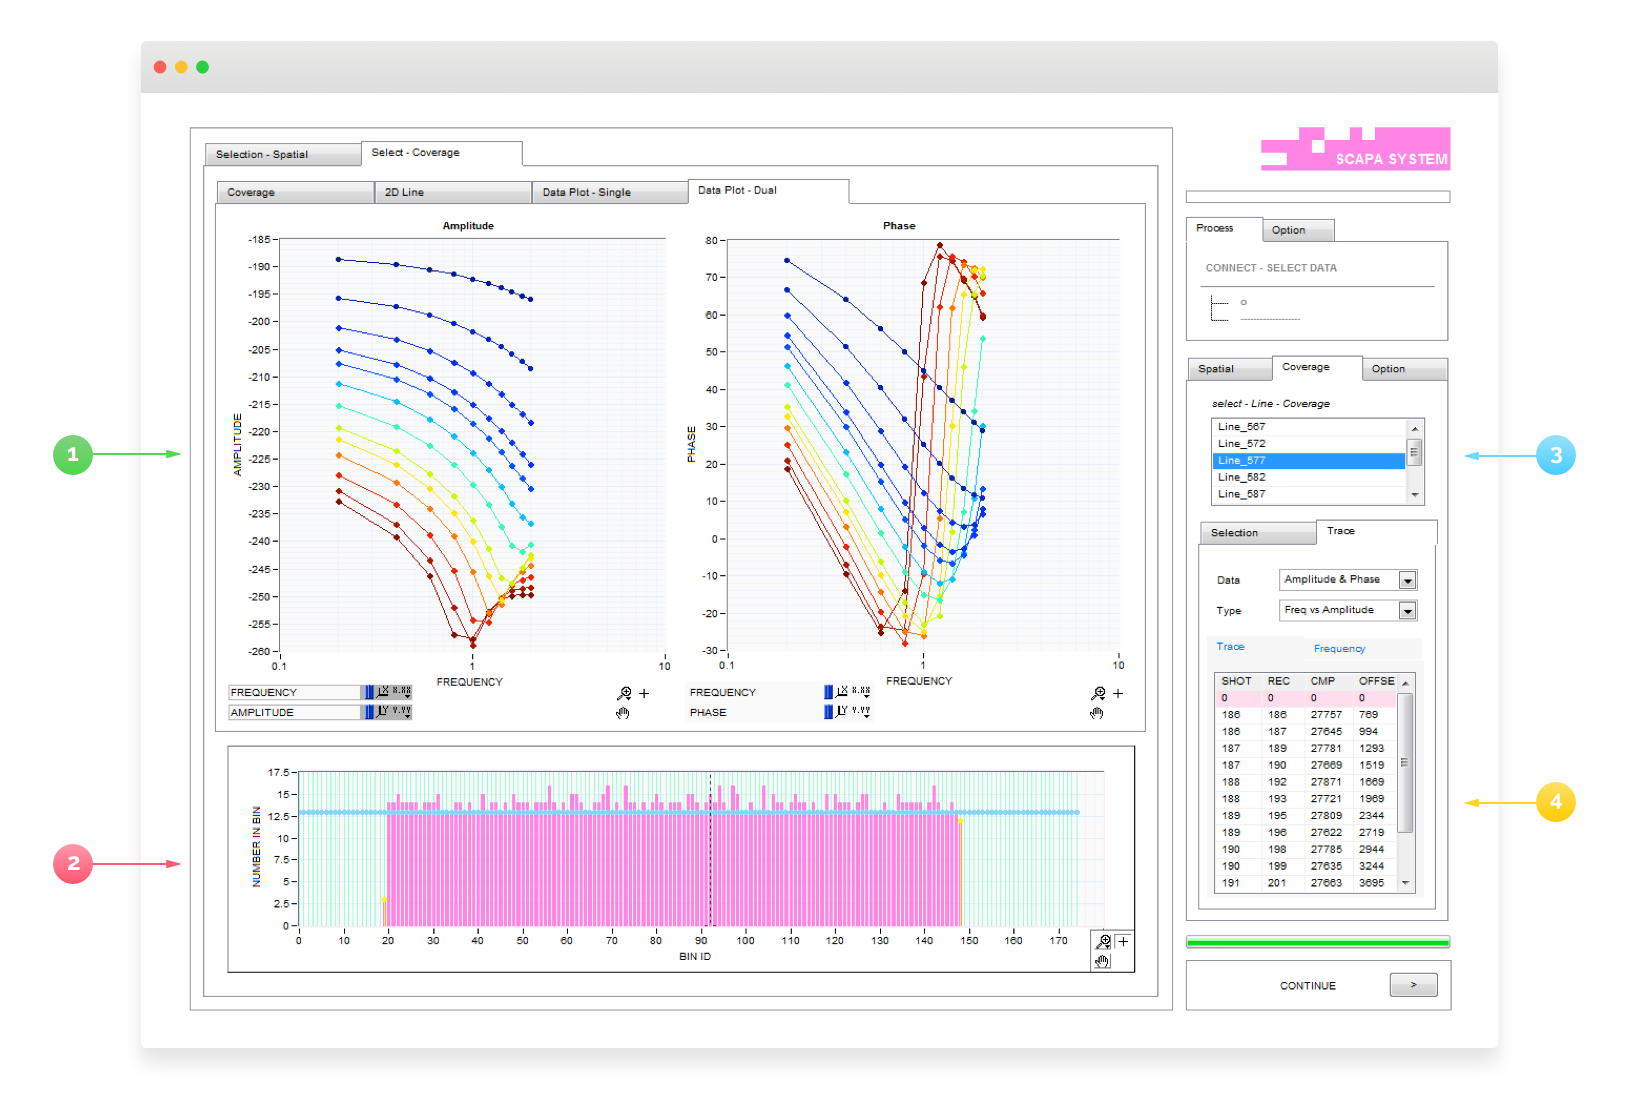 Selection - Spatial
Select - Coverage
Coverage
2D Line
Data Plot - Single
Data Plot - Dual
Amplitude
AMPLITUDE
-185
-190
-195
-200
-205
-210
-215
-220
-225
-230
-235
-240
-245
-250
-255
-260
0.1
1
10
FREQUENCY
FREQUENCY
X.XX
AMPLITUDE
Y.YY
Phase
PHASE
80
70
60
50
40
30
20
10
0
-10
-20
-30
0.1
1
10
FREQUENCY
FREQUENCY
X.XX
PHASE
Y.YY
1
2
NUMBER IN BIN
17.5
15
12.5
10
7.5
5
2.5
0
0 10 20 30 40 50 60 70 80 90 100 110 120 130 140 150 160 170
BIN ID
SCAPA SYSTEM
Process
Option
CONNECT - SELECT DATA
Spatial
Coverage
Option
select - Line - Coverage
Line_567
Line_572
Line_577
Line_582
Line_587
3
Selection
Trace
Data
Amplitude & Phase
Type
Freq vs Amplitude
Trace
Frequency
SHOT REC CMP OFFSE
0 0 0 0
186 186 27757 769
186 187 27645 994
187 189 27781 1293
187 190 27669 1519
188 192 27871 1669
188 193 27721 1969
189 195 27809 2344
189 196 27622 2719
190 198 27785 2944
190 199 27635 3244
191 201 27663 3695
4
CONTINUE
>